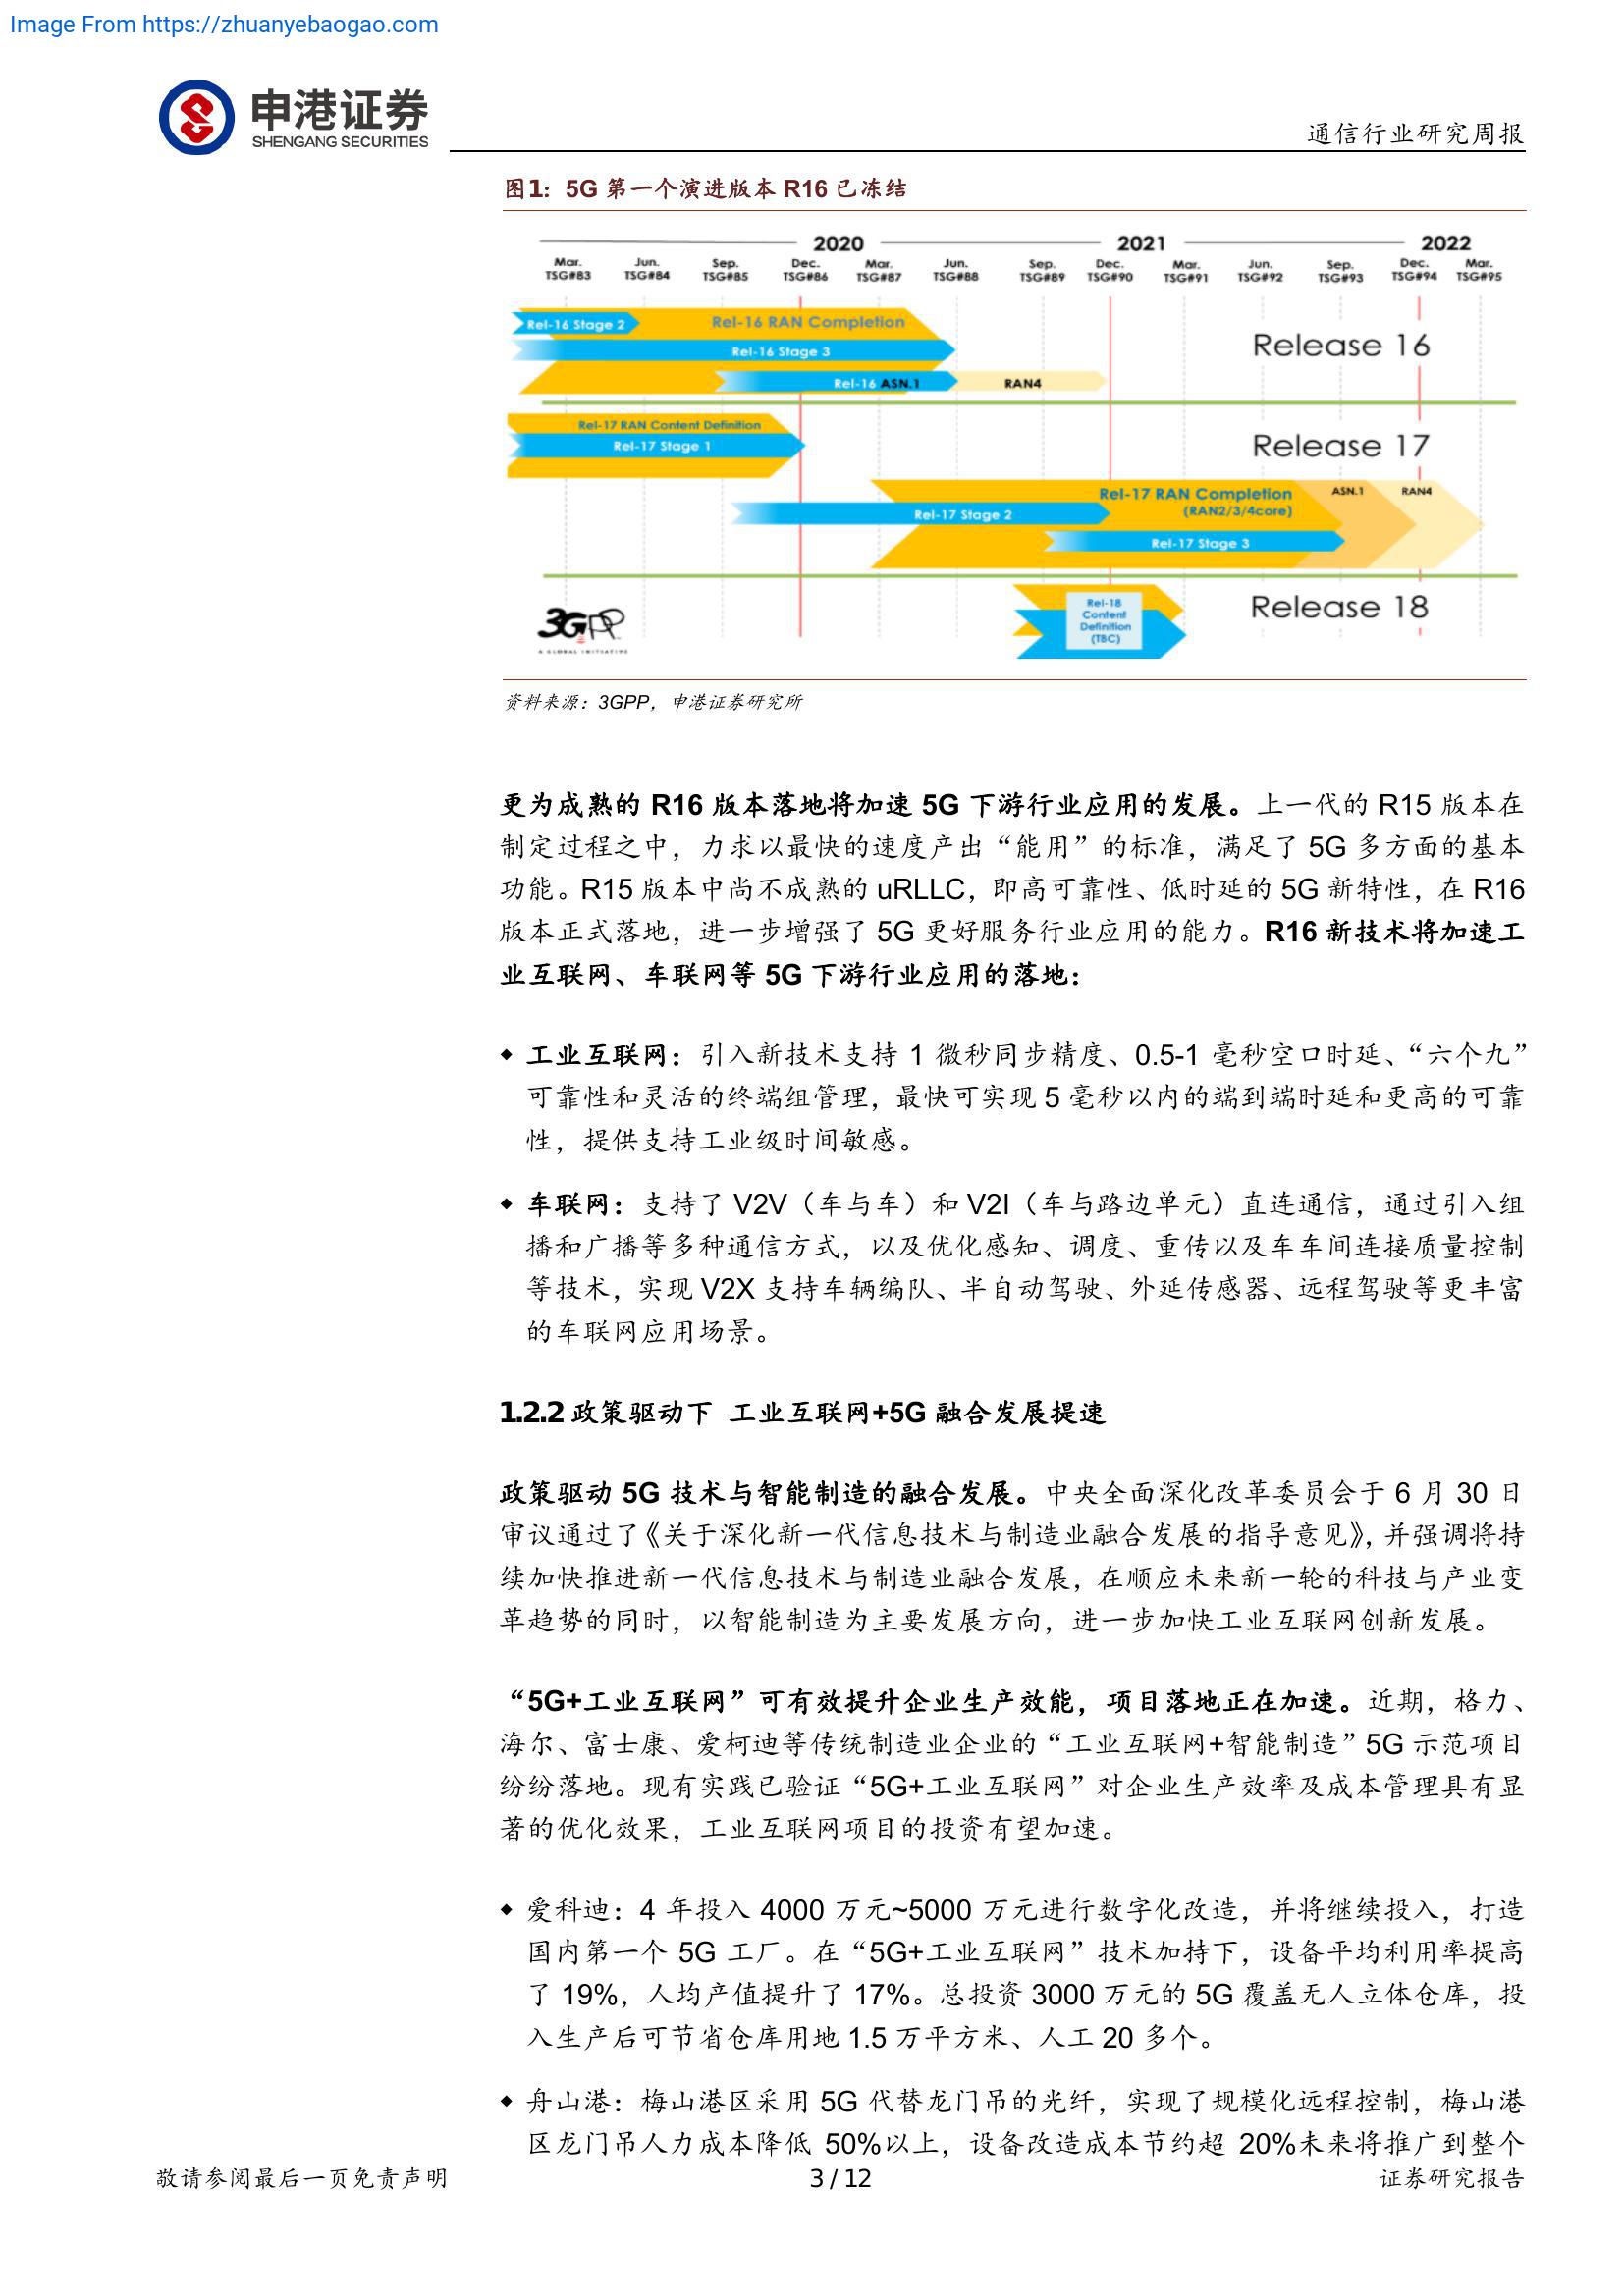 Image From https://zhuanyebaogao.com
申港证券
SHENGANG SECURITIES
通信行业研究周报
图1: 5G 第一个演进版本 R16 已冻结
2020 2021 2022
Mar. Jun. Sep. Dec. Mar. Jun. Sep. Dec. Mar. Jun. Sep. Dec. Mar.
TSG#83 TSG#84 TSG#85 TSG#86 TSG#87 TSG#88 TSG#89 TSG#90 TSG#91 TSG#92 TSG#93 TSG#94 TSG#95
Rel-16 Stage 2 Rel-16 RAN Completion
Release 16
Rel-16 Stage 3
Rel-16 ASN.1 RAN4
Rel-17 RAN Content Definition
Rel-17 Stage 1
Release 17
Rel-17 RAN Completion ASN.1 RAN4
(RAN2/3/4core)
Rel-17 Stage 2
Rel-17 Stage 3
Rel-18
Content
Definition
(TBC)
Release 18
3GPP
A GLOBAL INITIATIVE
资料来源：3GPP，申港证券研究所
更为成熟的 R16 版本落地将加速 5G 下游行业应用的发展。上一代的 R15 版本在
制定过程之中，力求以最快的速度产出“能用”的标准，满足了 5G 多方面的基本
功能。R15 版本中尚不成熟的 uRLLC，即高可靠性、低时延的 5G 新特性，在 R16
版本正式落地，进一步增强了 5G 更好服务行业应用的能力。R16 新技术将加速工
业互联网、车联网等 5G 下游行业应用的落地：
◆ 工业互联网：引入新技术支持 1 微秒同步精度、0.5-1 毫秒空口时延、“六个九”
可靠性和灵活的终端组管理，最快可实现 5 毫秒以内的端到端时延和更高的可靠
性，提供支持工业级时间敏感。
◆ 车联网：支持了 V2V（车与车）和 V2I（车与路边单元）直连通信，通过引入组
播和广播等多种通信方式，以及优化感知、调度、重传以及车车间连接质量控制
等技术，实现 V2X 支持车辆编队、半自动驾驶、外延传感器、远程驾驶等更丰富
的车联网应用场景。
1.2.2 政策驱动下 工业互联网+5G 融合发展提速
政策驱动 5G 技术与智能制造的融合发展。中央全面深化改革委员会于 6 月 30 日
审议通过了《关于深化新一代信息技术与制造业融合发展的指导意见》，并强调将持
续加快推进新一代信息技术与制造业融合发展，在顺应未来新一轮的科技与产业变
革趋势的同时，以智能制造为主要发展方向，进一步加快工业互联网创新发展。
“5G+工业互联网”可有效提升企业生产效能，项目落地正在加速。近期，格力、
海尔、富士康、爱柯迪等传统制造业企业的“工业互联网+智能制造”5G 示范项目
纷纷落地。现有实践已验证“5G+工业互联网”对企业生产效率及成本管理具有显
著的优化效果，工业互联网项目的投资有望加速。
◆ 爱科迪：4 年投入 4000 万元~5000 万元进行数字化改造，并将继续投入，打造
国内第一个 5G 工厂。在“5G+工业互联网”技术加持下，设备平均利用率提高
了 19%，人均产值提升了 17%。总投资 3000 万元的 5G 覆盖无人立体仓库，投
入生产后可节省仓库用地 1.5 万平方米、人工 20 多个。
◆ 舟山港：梅山港区采用 5G 代替龙门吊的光纤，实现了规模化远程控制，梅山港
区龙门吊人力成本降低 50%以上，设备改造成本节约超 20%未来将推广到整个
敬请参阅最后一页免责声明 3 / 12 证券研究报告